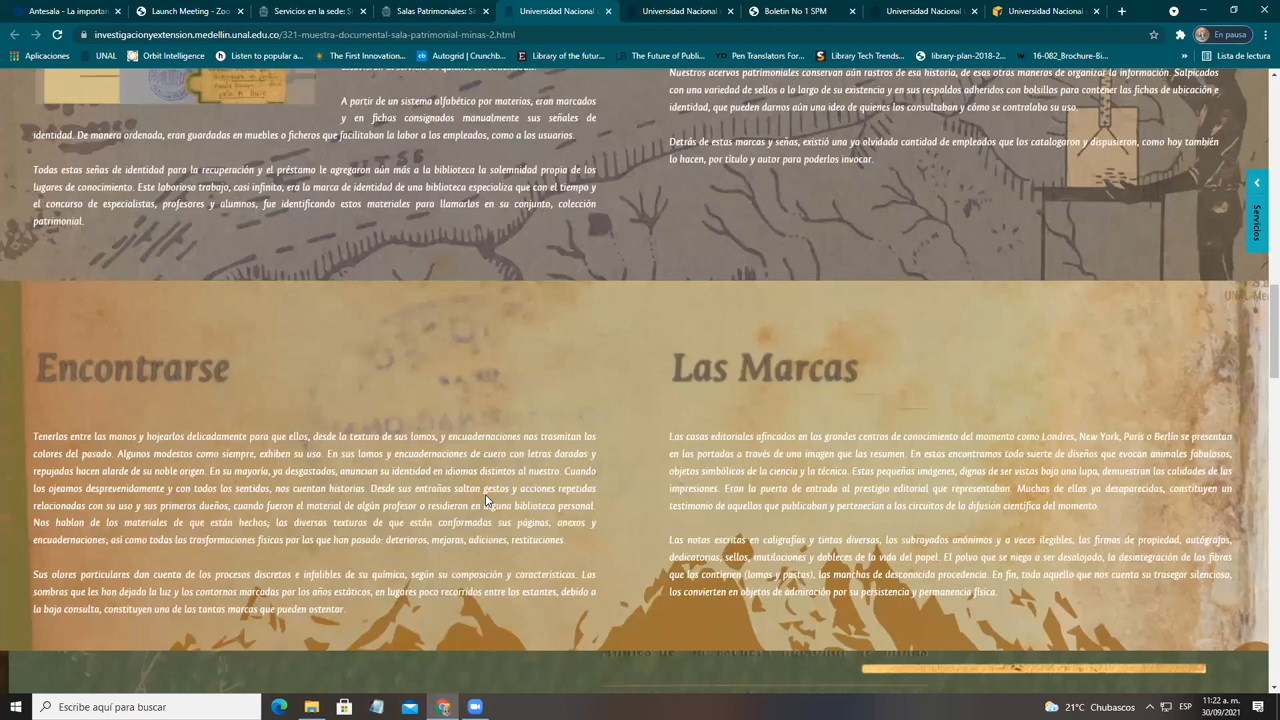 La Antesala - Impacto
Launch Meeting - Zoo
Servicios en la sede: Si
Salas Patrimoniales: Si
Universidad Nacional
Universidad Nacional
Boletin No 1 SPM
Universidad Nacional
Universidad Nacional
investigacionyextension.medellin.unal.edu.co/321-muestra-documental-sala-patrimonial-minas-2.html
En pausa
Aplicaciones
UNAL
Orbit Intelligence
Listen to popular a...
The First Innovation...
Autogrid | Crunchb...
Library of the futur...
The Future of Publi...
Pen Translators For...
Library Tech Trends...
library-plan-2018-2...
16-082_Brochure-Bi...
»
Lista de lectura
A partir de un sistema alfabético por materias, eran marcados
y en fichas consignados manualmente sus señales de
identidad. De manera ordenada, eran guardadas en muebles o ficheros que facilitaban la labor a los empleados, como a los usuarios.
Todas estas señas de identidad para la recuperación y el préstamo le agregaron aún más a la biblioteca la solemnidad propia de los
lugares de conocimiento. Este laborioso trabajo, casi infinito, era la marca de identidad de una biblioteca especializa que con el tiempo y
el concurso de especialistas, profesores y alumnos, fue identificando estos materiales para llamarlos en su conjunto, colección
patrimonial.
Nuestros acervos patrimoniales conservan aún rastros de esa historia, de esas otras maneras de organizar la información. Salpicados
con una variedad de sellos a lo largo de su existencia y en sus respaldos adheridos con bolsillos para contener las fichas de ubicación e
identidad, que pueden darnos aún una idea de quienes los consultaban y cómo se controlaba su uso.
Detrás de estas marcas y señas, existió una ya olvidada cantidad de empleados que los catalogaron y dispusieron, como hoy también
lo hacen, por título y autor para poderlos invocar.
Servicios
Encontrarse
Tenerlos entre las manos y hojearlos delicadamente para que ellos, desde la textura de sus lomos, y encuadernaciones nos trasmitan los
colores del pasado. Algunos modestos como siempre, exhiben su uso. En sus lomos y encuadernaciones de cuero con letras doradas y
repujadas hacen alarde de su noble origen. En su mayoría, ya desgastados, anuncian su identidad en idiomas distintos al nuestro. Cuando
los ojeamos desprevenidamente y con todos los sentidos, nos cuentan historias. Desde sus entrañas saltan gestos y acciones repetidas
relacionadas con su uso y sus primeros dueños, cuando fueron el material de algún profesor o residieron en alguna biblioteca personal.
Nos hablan de los materiales de que están hechos; las diversas texturas de que están conformadas sus páginas, anexos y
encuadernaciones; así como todas las trasformaciones físicas por las que han pasado: deterioros, mejoras, adiciones, restituciones.
Sus olores particulares dan cuenta de los procesos discretos e infalibles de su química, según su composición y características. Las
sombras que les han dejado la luz y los contornos marcados por los años estáticos, en lugares poco recorridos entre los estantes, debido a
la baja consulta, constituyen una de las tantas marcas que pueden ostentar.
Las Marcas
Las casas editoriales afincadas en los grandes centros de conocimiento del momento como Londres, New York, París o Berlín se presentan
en las portadas a través de una imagen que las resumen. En estas encontramos toda suerte de diseños que evocan animales fabulosos,
objetos simbólicos de la ciencia y la técnica. Estas pequeñas imágenes, dignas de ser vistas bajo una lupa, demuestran las calidades de las
impresiones. Eran la puerta de entrada al prestigio editorial que representaban. Muchas de ellas ya desaparecidas, constituyen un
testimonio de aquellos que publicaban y pertenecían a los circuitos de la difusión científica del momento.
Las notas escritas en caligrafías y tintas diversas, los subrayados anónimos y a veces ilegibles, las firmas de propiedad, autógrafos,
dedicatorias, sellos, mutilaciones y dobleces de la vida del papel. El polvo que se niega a ser desalojado, la desintegración de las fibras
que los contienen (lomos y pastas), las manchas de desconocida procedencia. En fin, todo aquello que nos cuenta su trasegar silencioso,
los convierten en objetos de admiración por su persistencia y permanencia física.
Escribe aquí para buscar
21°C Chubascos
ESP
11:22 a. m.
30/09/2021